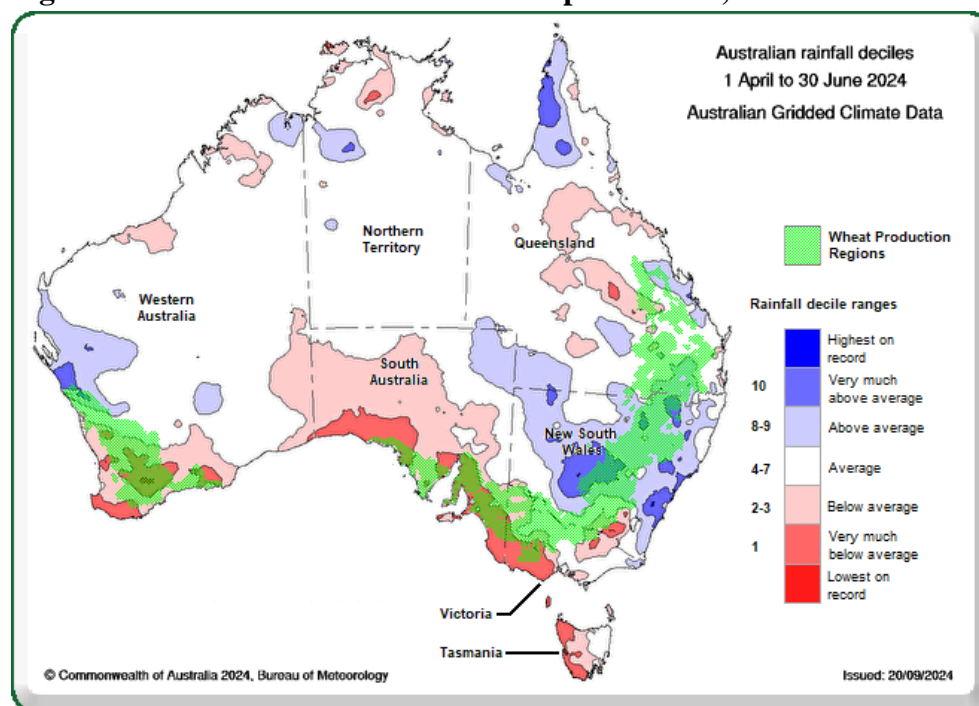 Australian rainfall deciles
1 April to 30 June 2024
Australian Gridded Climate Data
Northern
Territory
Queensland
Western
Australia
South
Australia
New South
Wales
Victoria
Tasmania
Wheat Production
Regions
Rainfall decile ranges
Highest on
record
10
Very much
above average
8-9
Above average
4-7
Average
2-3
Below average
1
Very much
below average
Lowest on
record
© Commonwealth of Australia 2024, Bureau of Meteorology
Issued: 20/09/2024